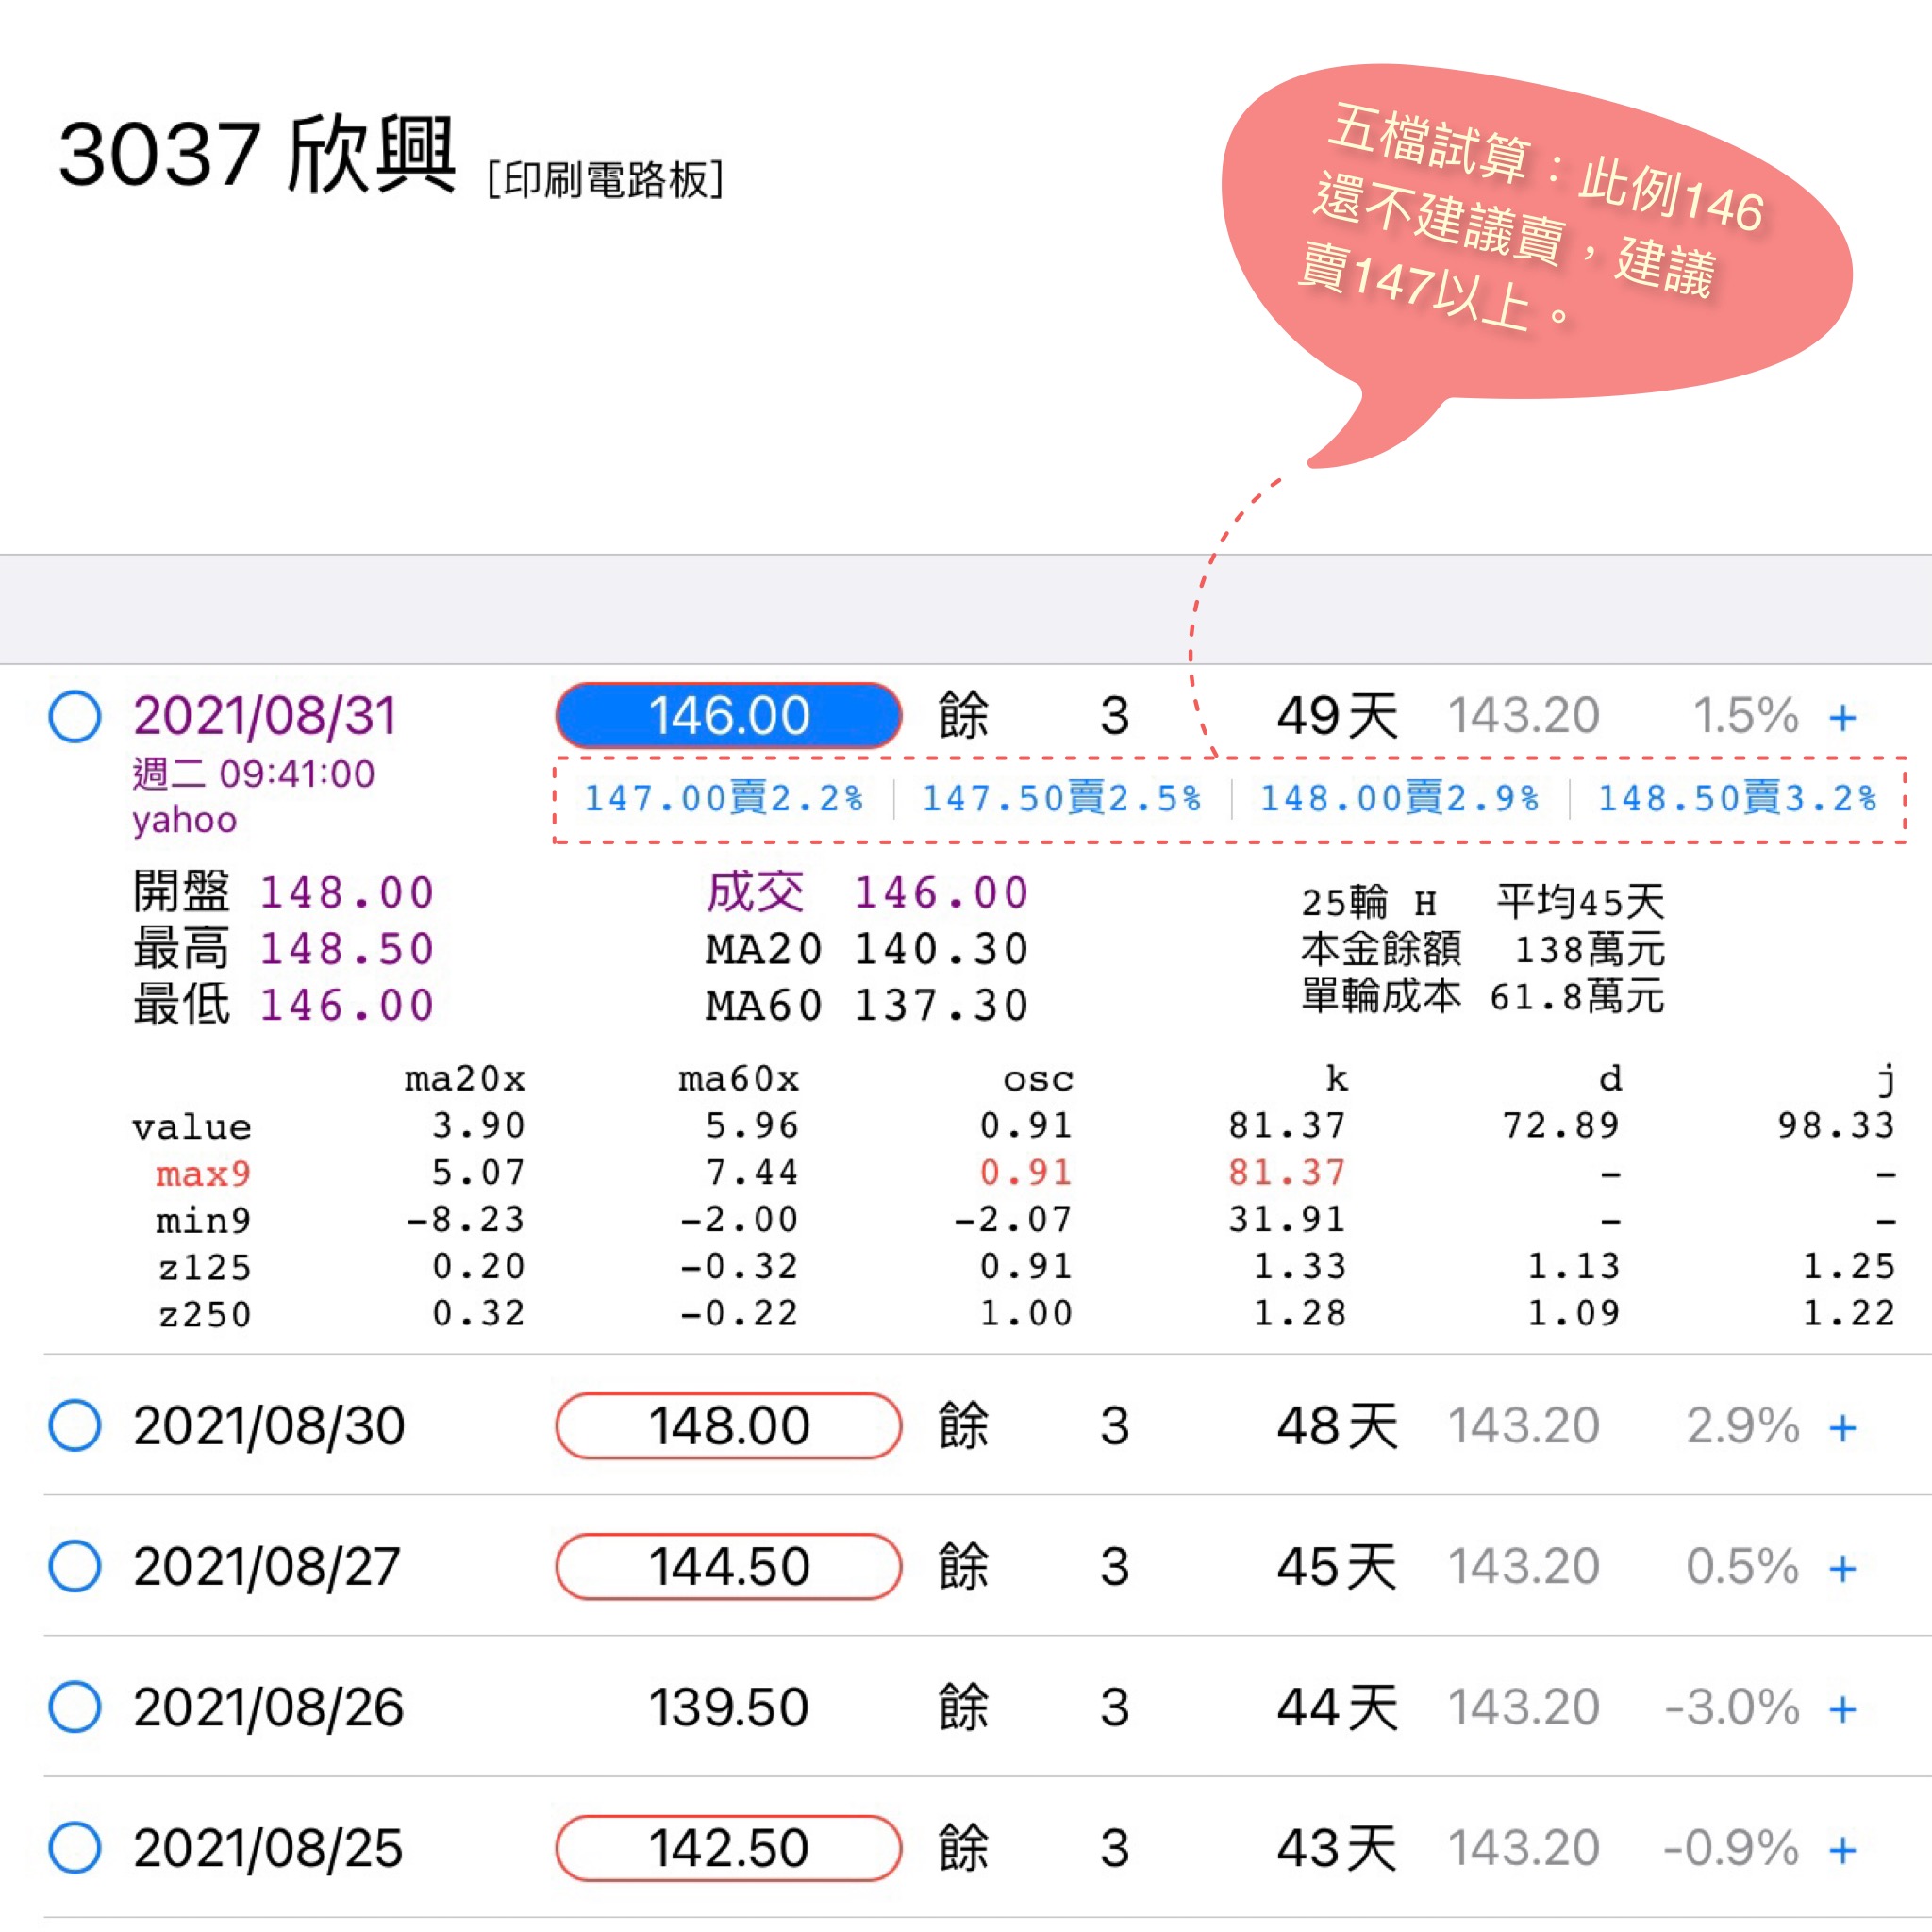 3037 欣興 [印刷電路板]
五檔試算：此例146
還不建議賣，建議
賣147以上。
2021/08/31 146.00 餘 3 49天 143.20 1.5% +
週二 09:41:00
yahoo
147.00賣2.2% 147.50賣2.5% 148.00賣2.9% 148.50賣3.2%
開盤 148.00 成交 146.00 25輪 H 平均45天
最高 148.50 MA20 140.30 本金餘額 138萬元
最低 146.00 MA60 137.30 單輪成本 61.8萬元
ma20x ma60x osc k d j
value 3.90 5.96 0.91 81.37 72.89 98.33
max9 5.07 7.44 0.91 81.37 – –
min9 -8.23 -2.00 -2.07 31.91 – –
z125 0.20 -0.32 0.91 1.33 1.13 1.25
z250 0.32 -0.22 1.00 1.28 1.09 1.22
2021/08/30 148.00 餘 3 48天 143.20 2.9% +
2021/08/27 144.50 餘 3 45天 143.20 0.5% +
2021/08/26 139.50 餘 3 44天 143.20 -3.0% +
2021/08/25 142.50 餘 3 43天 143.20 -0.9% +